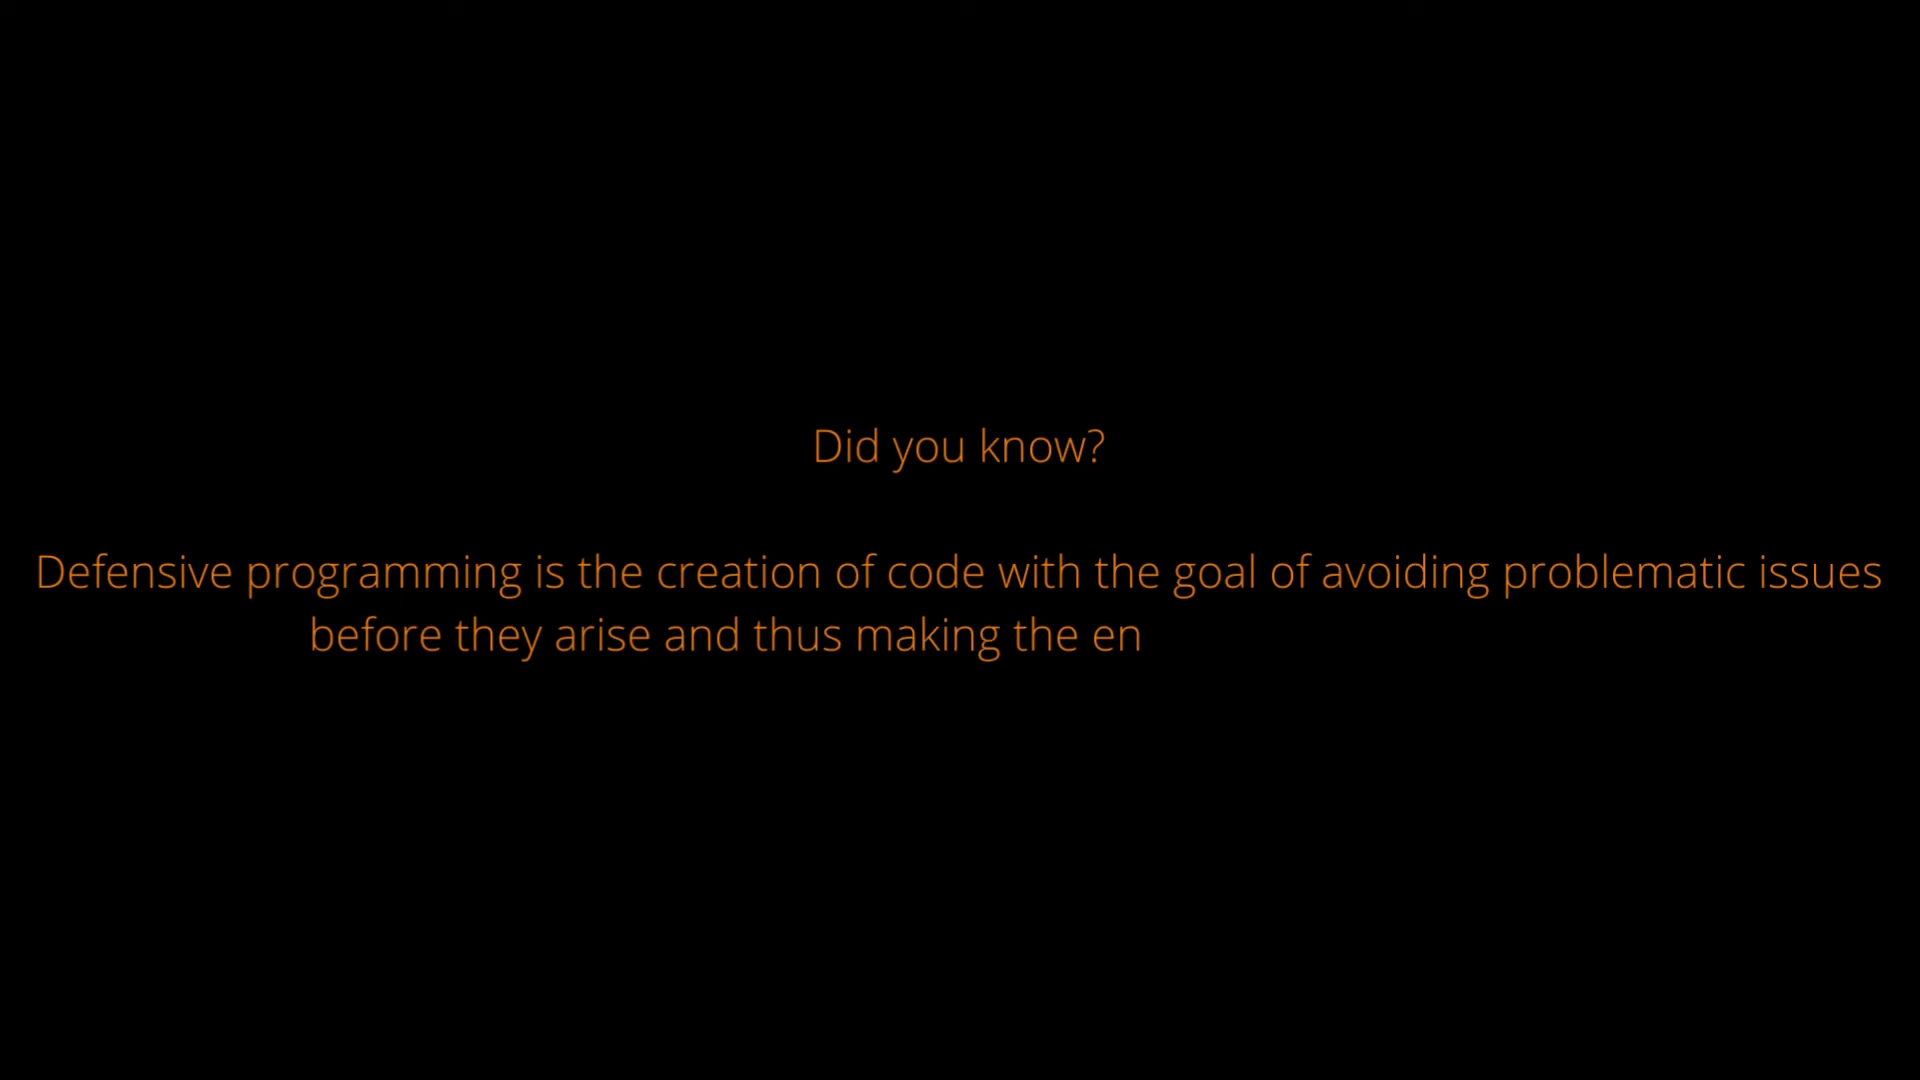 Did you know?
Defensive programming is the creation of code with the goal of avoiding problematic issues
before they arise and thus making the en